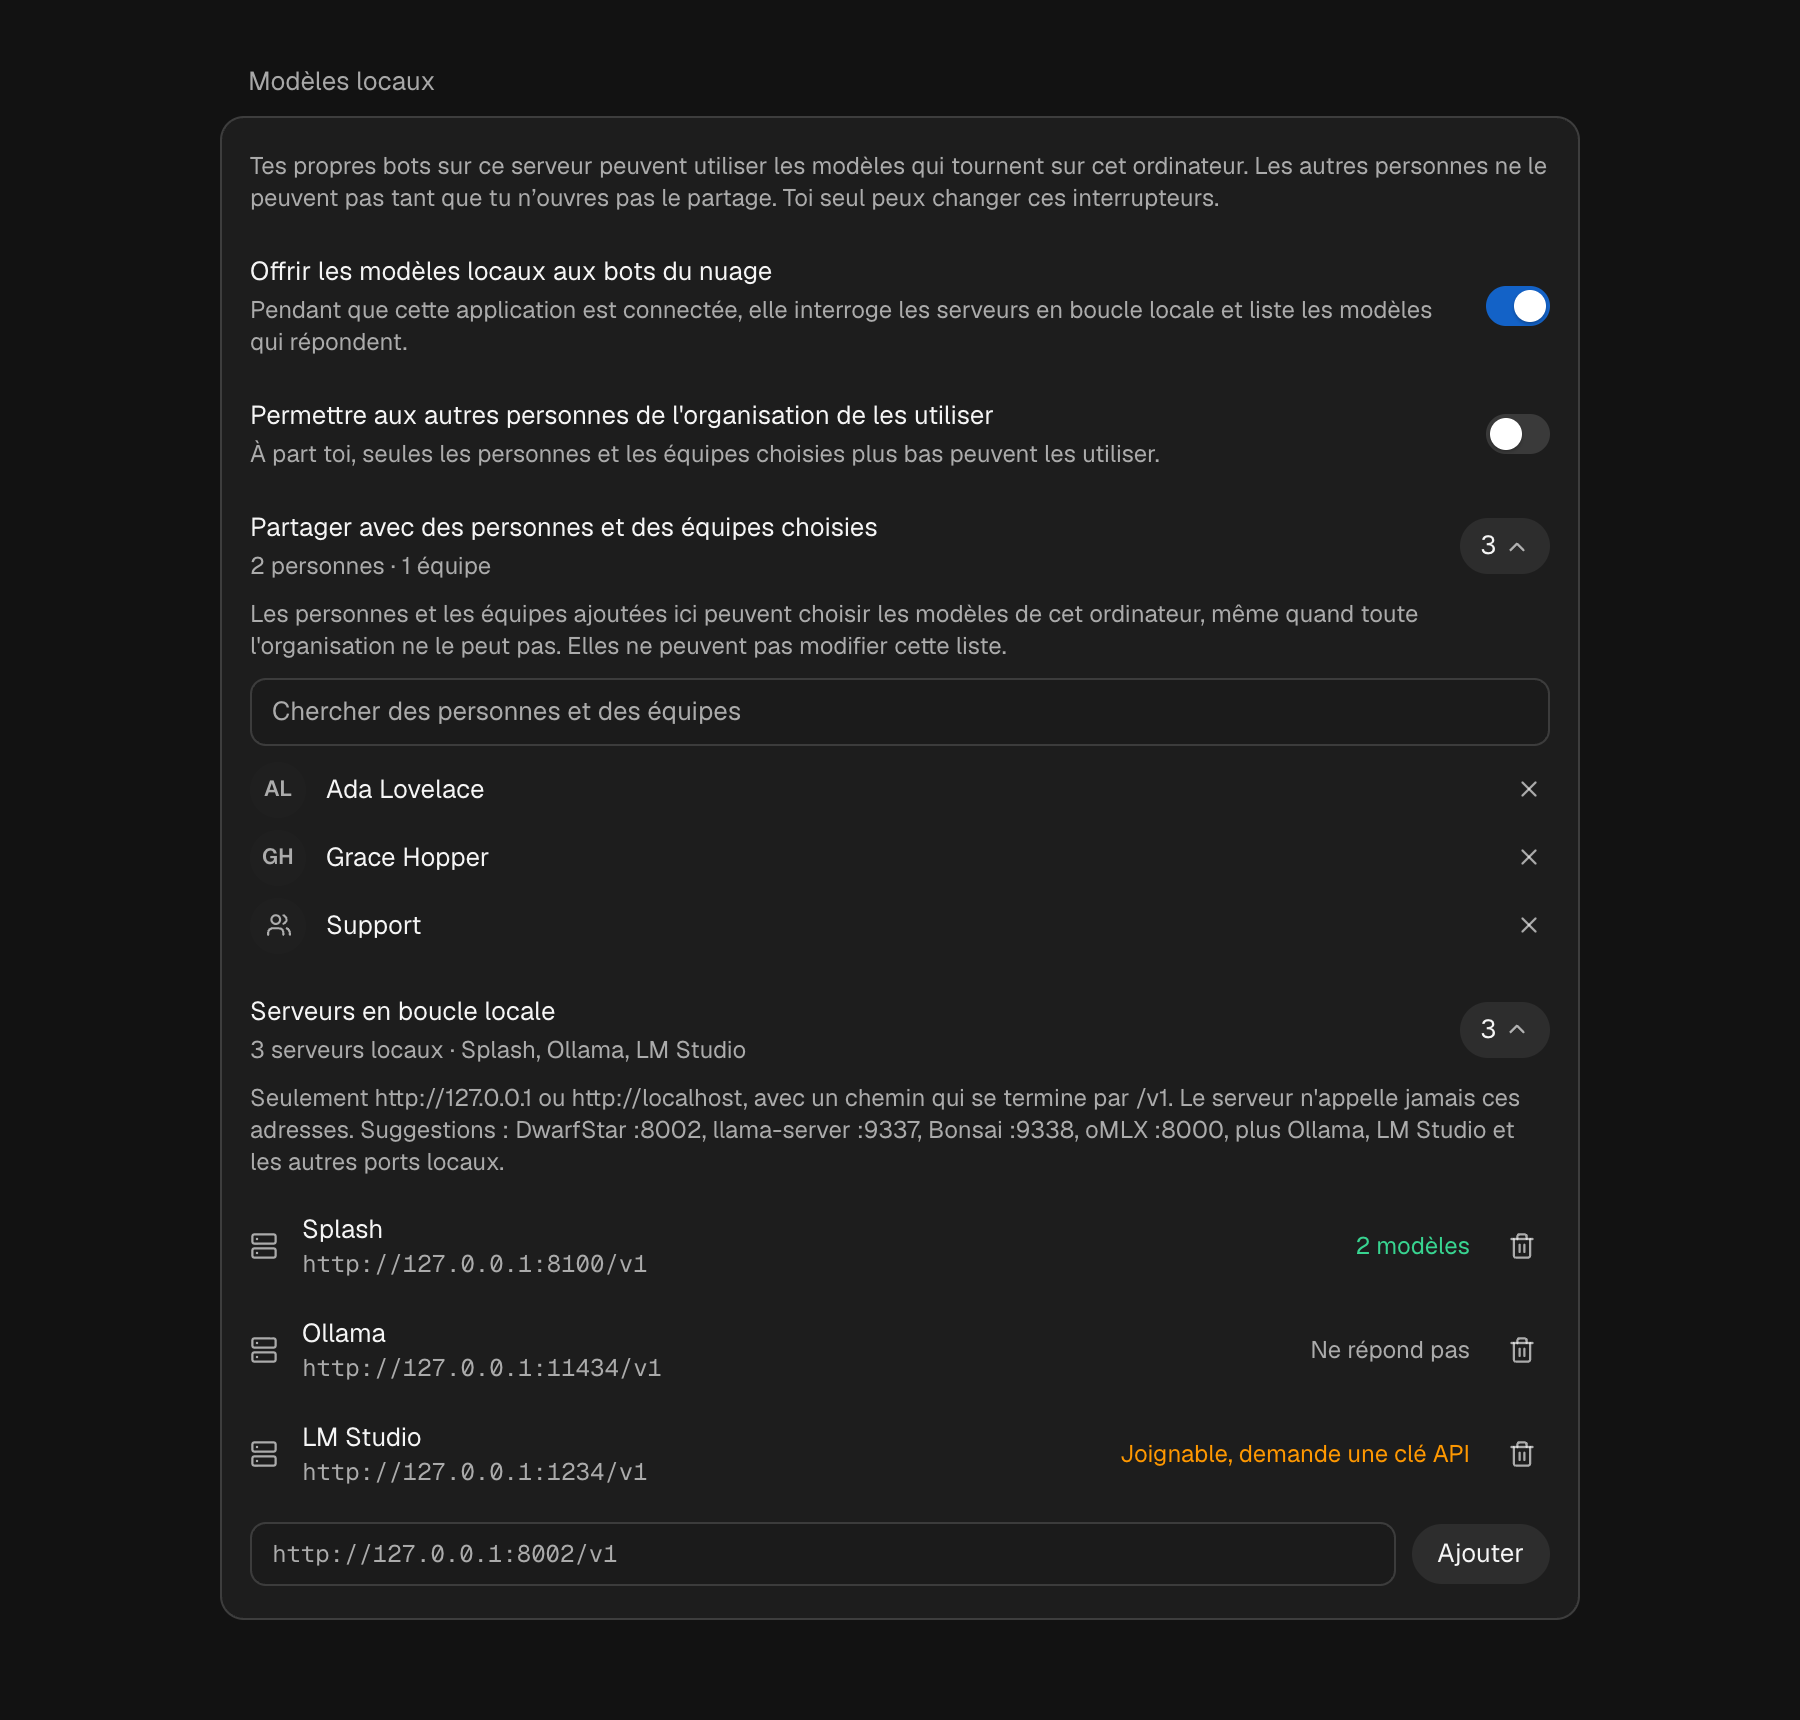 Modèles locaux
Tes propres bots sur ce serveur peuvent utiliser les modèles qui tournent sur cet ordinateur. Les autres personnes ne le
peuvent pas tant que tu n’ouvres pas le partage. Toi seul peux changer ces interrupteurs.
Offrir les modèles locaux aux bots du nuage
Pendant que cette application est connectée, elle interroge les serveurs en boucle locale et liste les modèles
qui répondent.
Permettre aux autres personnes de l'organisation de les utiliser
À part toi, seules les personnes et les équipes choisies plus bas peuvent les utiliser.
Partager avec des personnes et des équipes choisies
2 personnes · 1 équipe
3
Les personnes et les équipes ajoutées ici peuvent choisir les modèles de cet ordinateur, même quand toute
l'organisation ne le peut pas. Elles ne peuvent pas modifier cette liste.
Chercher des personnes et des équipes
AL Ada Lovelace
GH Grace Hopper
Support
Serveurs en boucle locale
3 serveurs locaux · Splash, Ollama, LM Studio
3
Seulement http://127.0.0.1 ou http://localhost, avec un chemin qui se termine par /v1. Le serveur n'appelle jamais ces
adresses. Suggestions : DwarfStar :8002, llama-server :9337, Bonsai :9338, oMLX :8000, plus Ollama, LM Studio et
les autres ports locaux.
Splash
http://127.0.0.1:8100/v1
2 modèles
Ollama
http://127.0.0.1:11434/v1
Ne répond pas
LM Studio
http://127.0.0.1:1234/v1
Joignable, demande une clé API
http://127.0.0.1:8002/v1
Ajouter